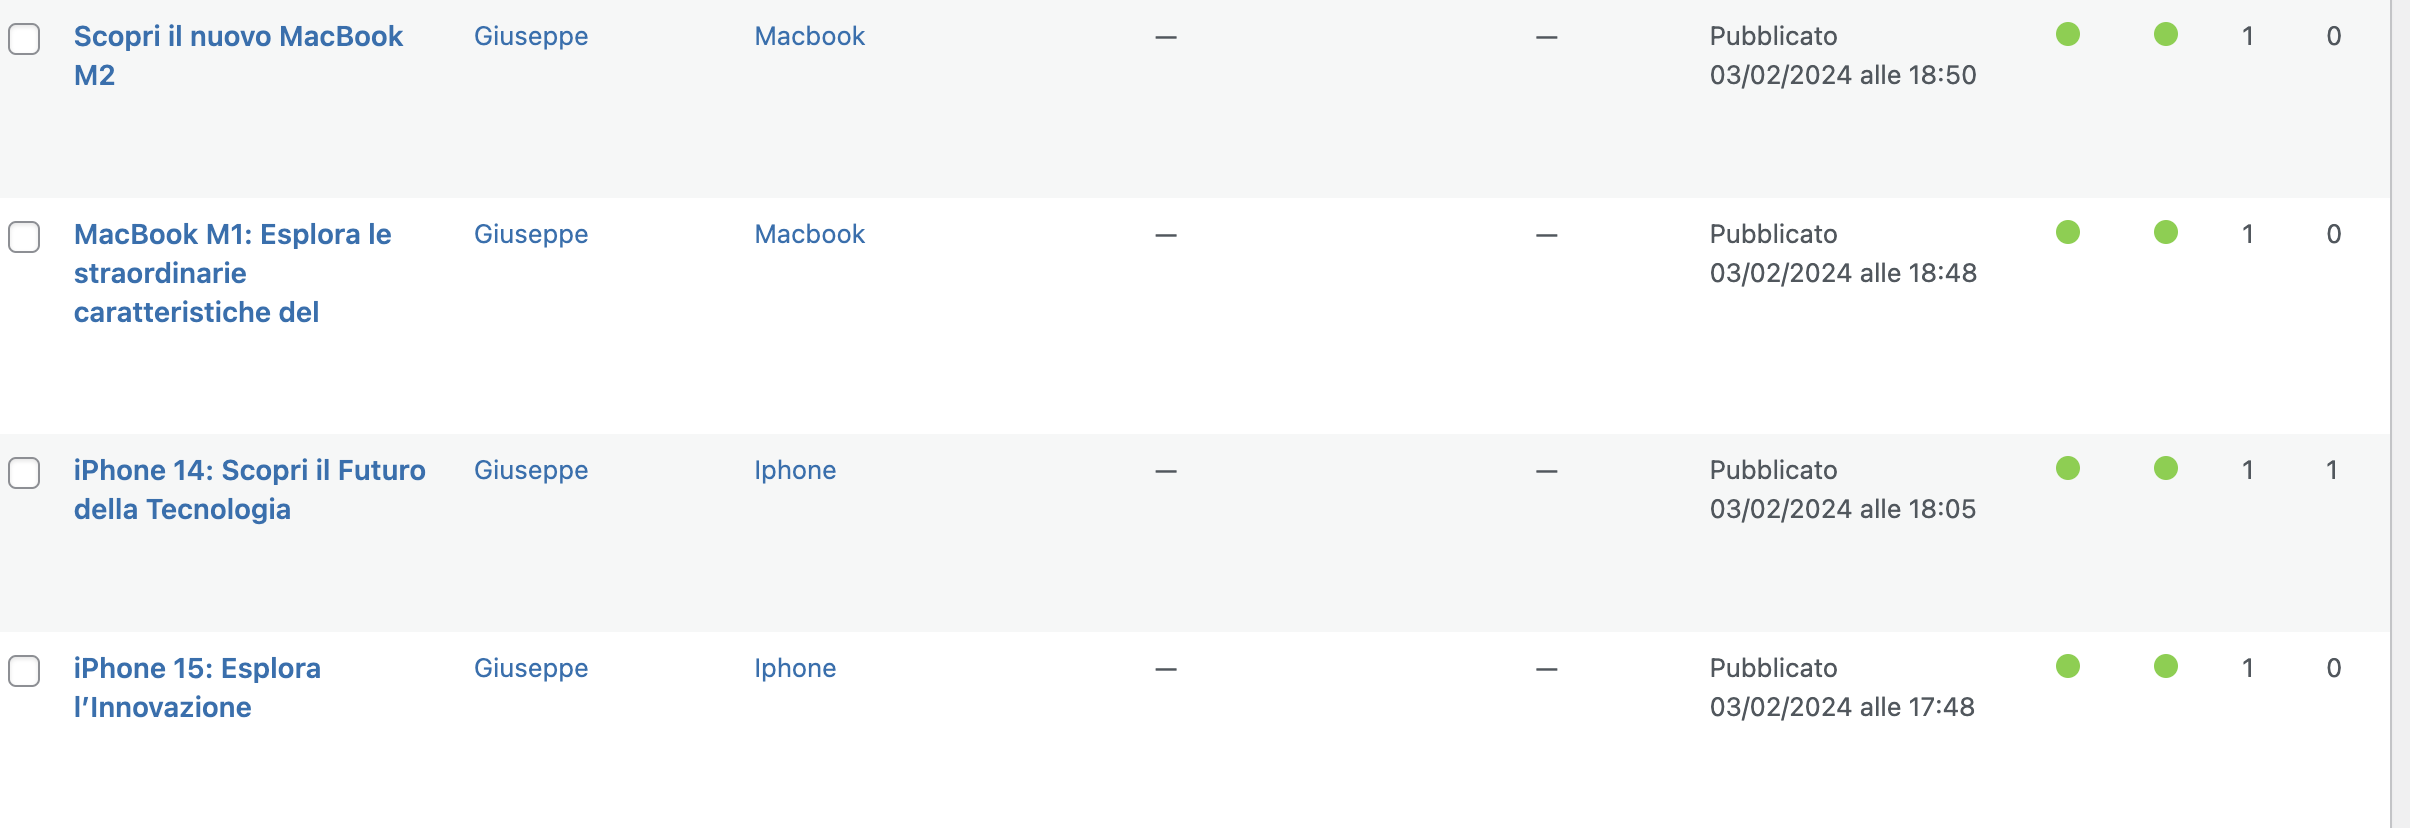 Scopri il nuovo MacBook Giuseppe Macbook — — Pubblicato 1 0
M2 03/02/2024 alle 18:50
MacBook M1: Esplora le Giuseppe Macbook — — Pubblicato 1 0
straordinarie 03/02/2024 alle 18:48
caratteristiche del
iPhone 14: Scopri il Futuro Giuseppe Iphone — — Pubblicato 1 1
della Tecnologia 03/02/2024 alle 18:05
iPhone 15: Esplora Giuseppe Iphone — — Pubblicato 1 0
l’Innovazione 03/02/2024 alle 17:48